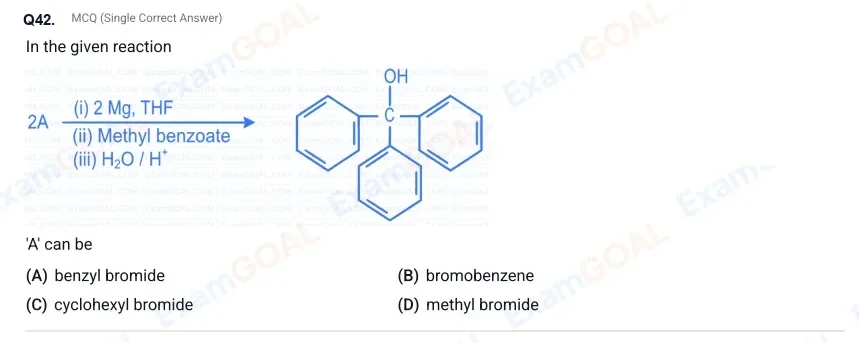 Q42. MCQ (Single Correct Answer)
In the given reaction
OH
2A (i) 2 Mg, THF
C
(ii) Methyl benzoate
(iii) H₂O / H⁺
'A' can be
(A) benzyl bromide
(B) bromobenzene
(C) cyclohexyl bromide
(D) methyl bromide
ExamGOAL